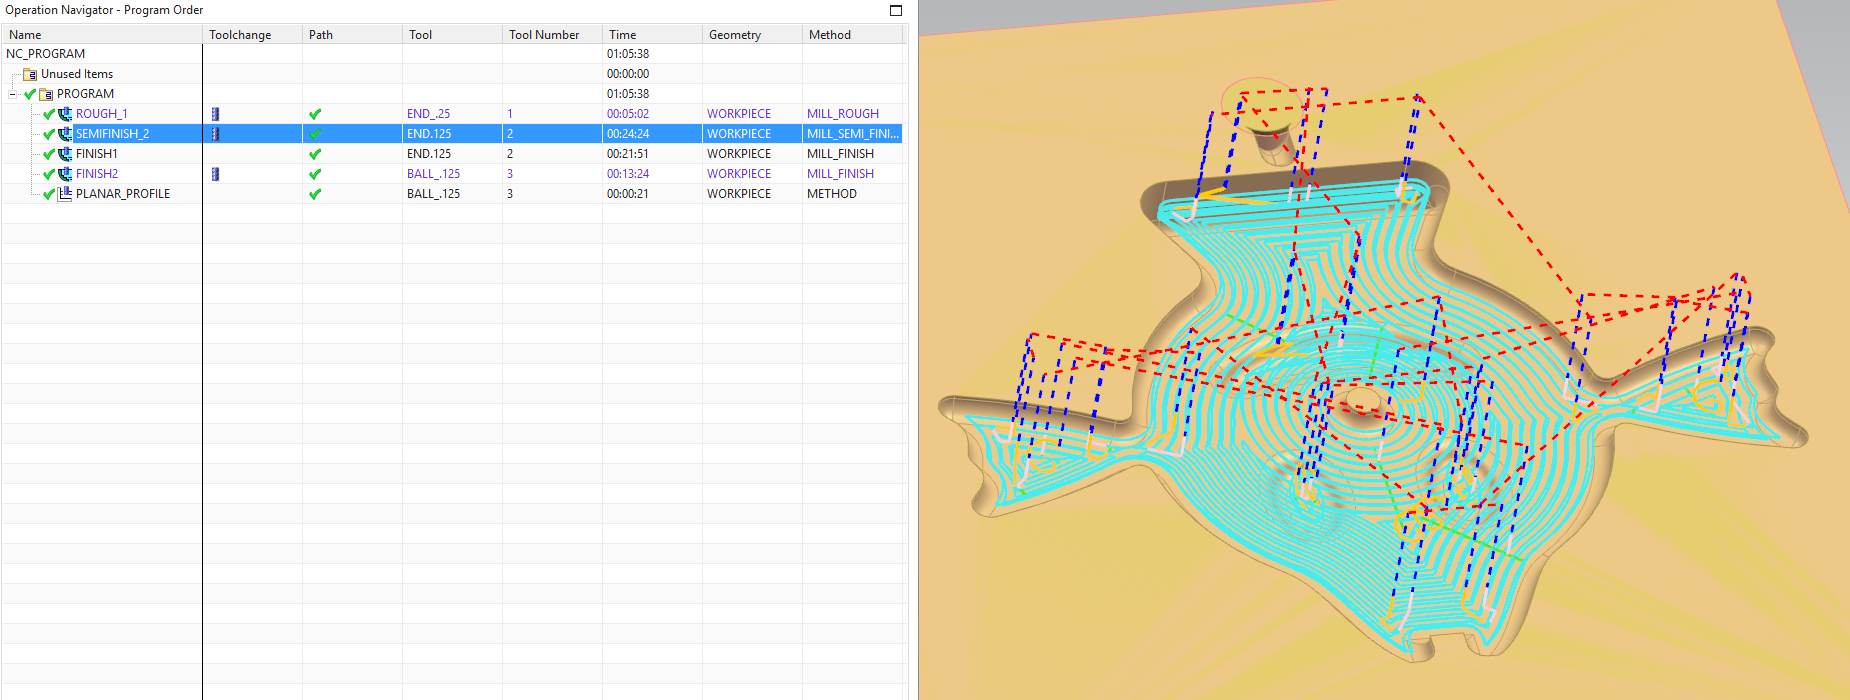 Operation Navigator - Program Order
Name Toolchange Path Tool Tool Number Time Geometry Method
NC_PROGRAM 01:05:38
Unused Items 00:00:00
PROGRAM 01:05:38
ROUGH_1 END_.25 1 00:05:02 WORKPIECE MILL_ROUGH
SEMIFINISH_2 END.125 2 00:24:24 WORKPIECE MILL_SEMI_FINI...
FINISH1 END.125 2 00:21:51 WORKPIECE MILL_FINISH
FINISH2 BALL_.125 3 00:13:24 WORKPIECE MILL_FINISH
PLANAR_PROFILE BALL_.125 3 00:00:21 WORKPIECE METHOD